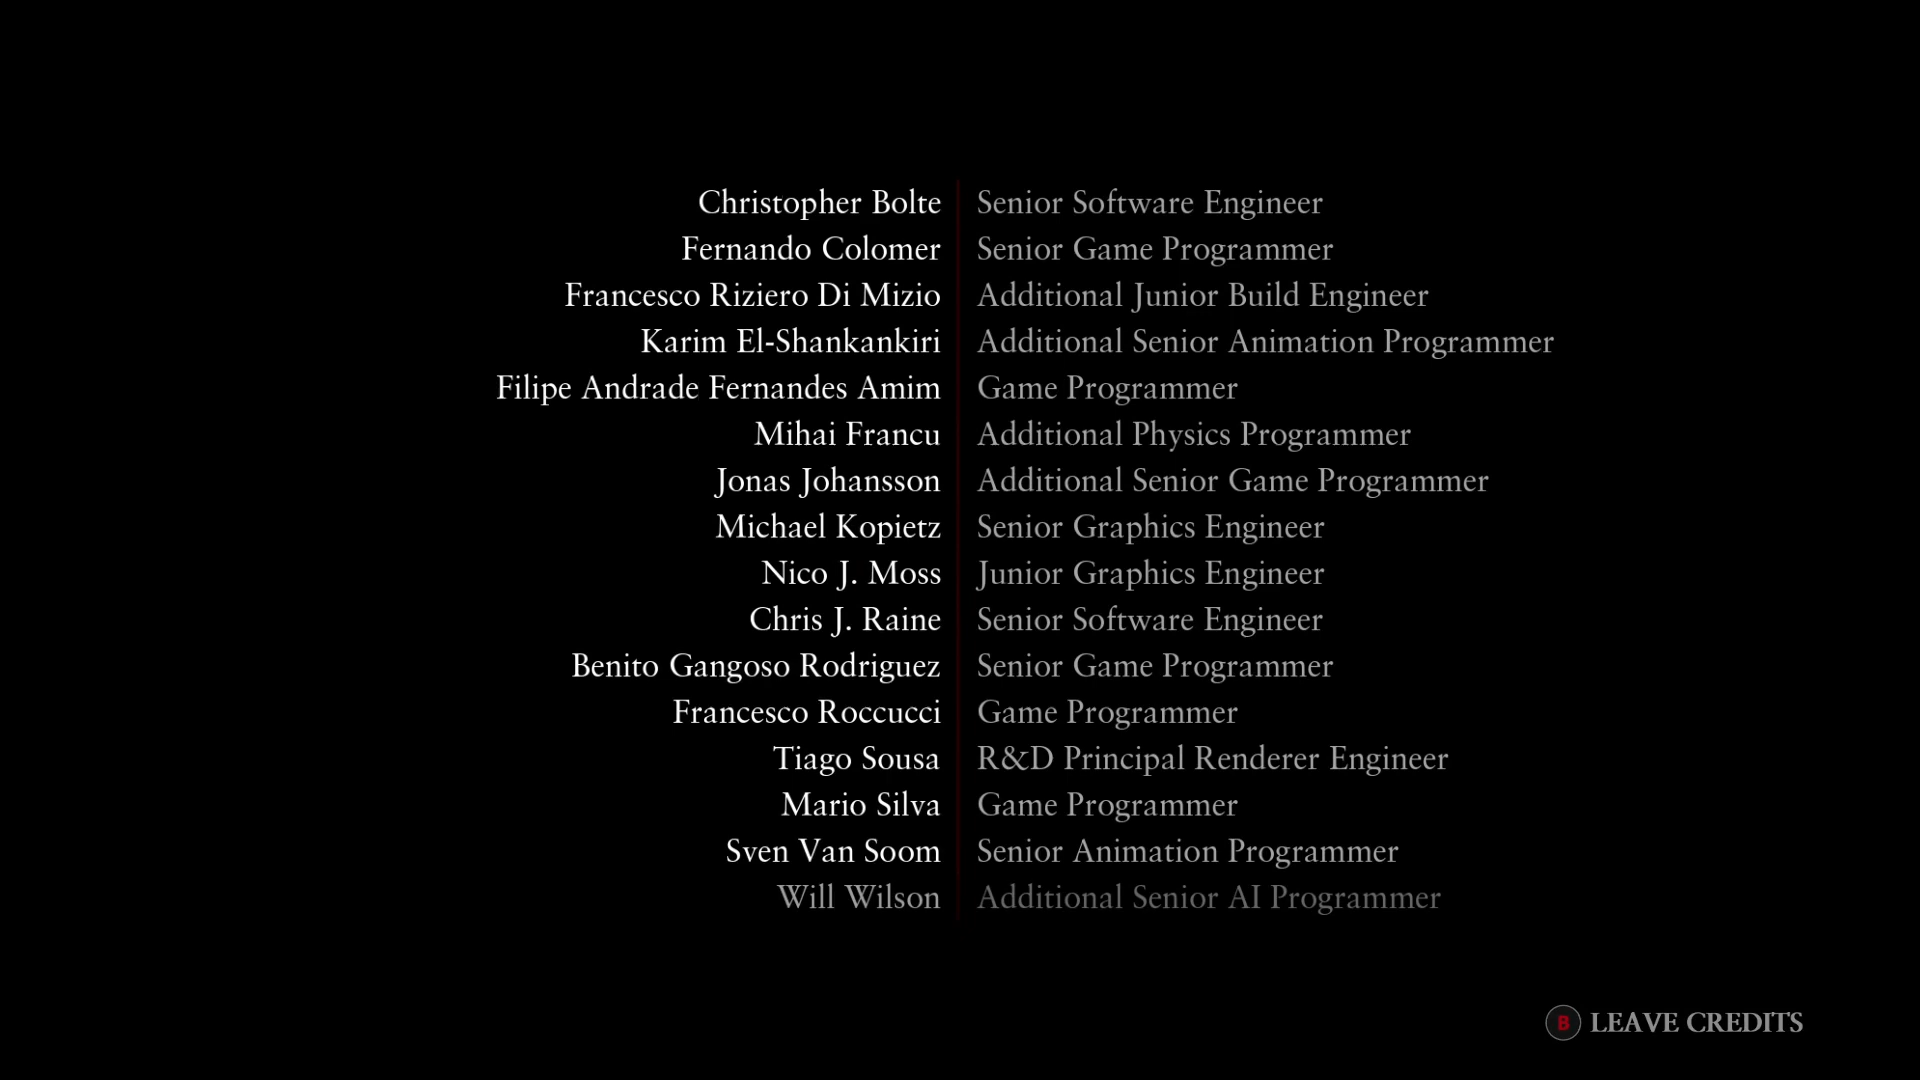 Christopher Bolte Senior Software Engineer
Fernando Colomer Senior Game Programmer
Francesco Riziero Di Mizio Additional Junior Build Engineer
Karim El-Shankankiri Additional Senior Animation Programmer
Filipe Andrade Fernandes Amim Game Programmer
Mihai Francu Additional Physics Programmer
Jonas Johansson Additional Senior Game Programmer
Michael Kopietz Senior Graphics Engineer
Nico J. Moss Junior Graphics Engineer
Chris J. Raine Senior Software Engineer
Benito Gangoso Rodriguez Senior Game Programmer
Francesco Roccucci Game Programmer
Tiago Sousa R&D Principal Renderer Engineer
Mario Silva Game Programmer
Sven Van Soom Senior Animation Programmer
Will Wilson Additional Senior AI Programmer
B LEAVE CREDITS